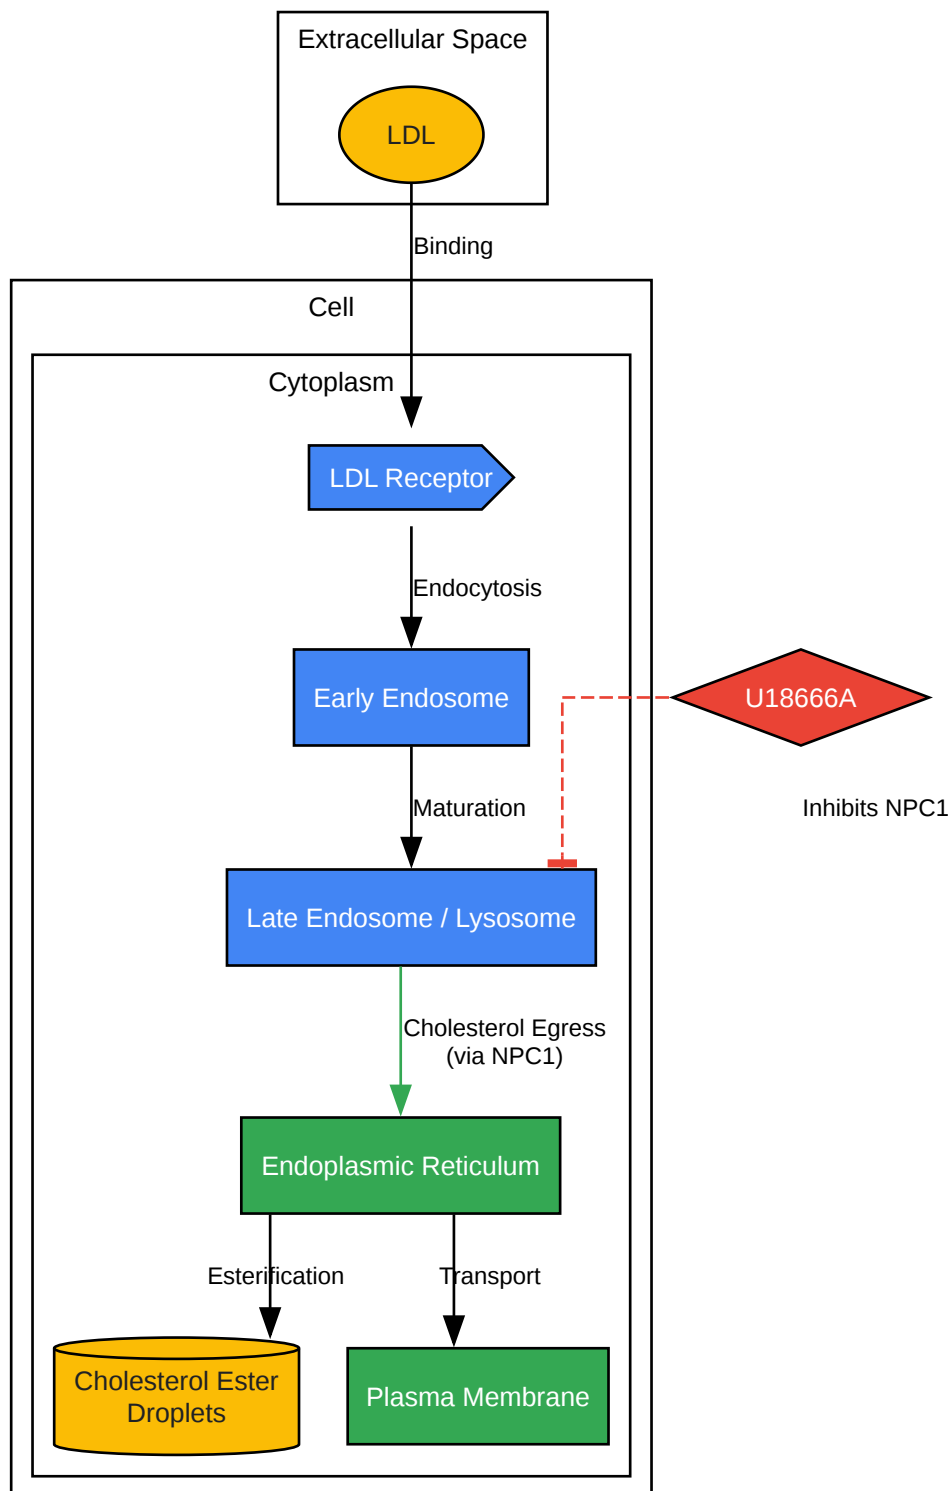 Extracellular Space
LDL
Binding
Cell
Cytoplasm
LDL Receptor
Endocytosis
Early Endosome
U18666A
Maturation
Inhibits NPC1
Late Endosome / Lysosome
Cholesterol Egress
(via NPC1)
Endoplasmic Reticulum
Esterification
Transport
Cholesterol Ester
Droplets
Plasma Membrane